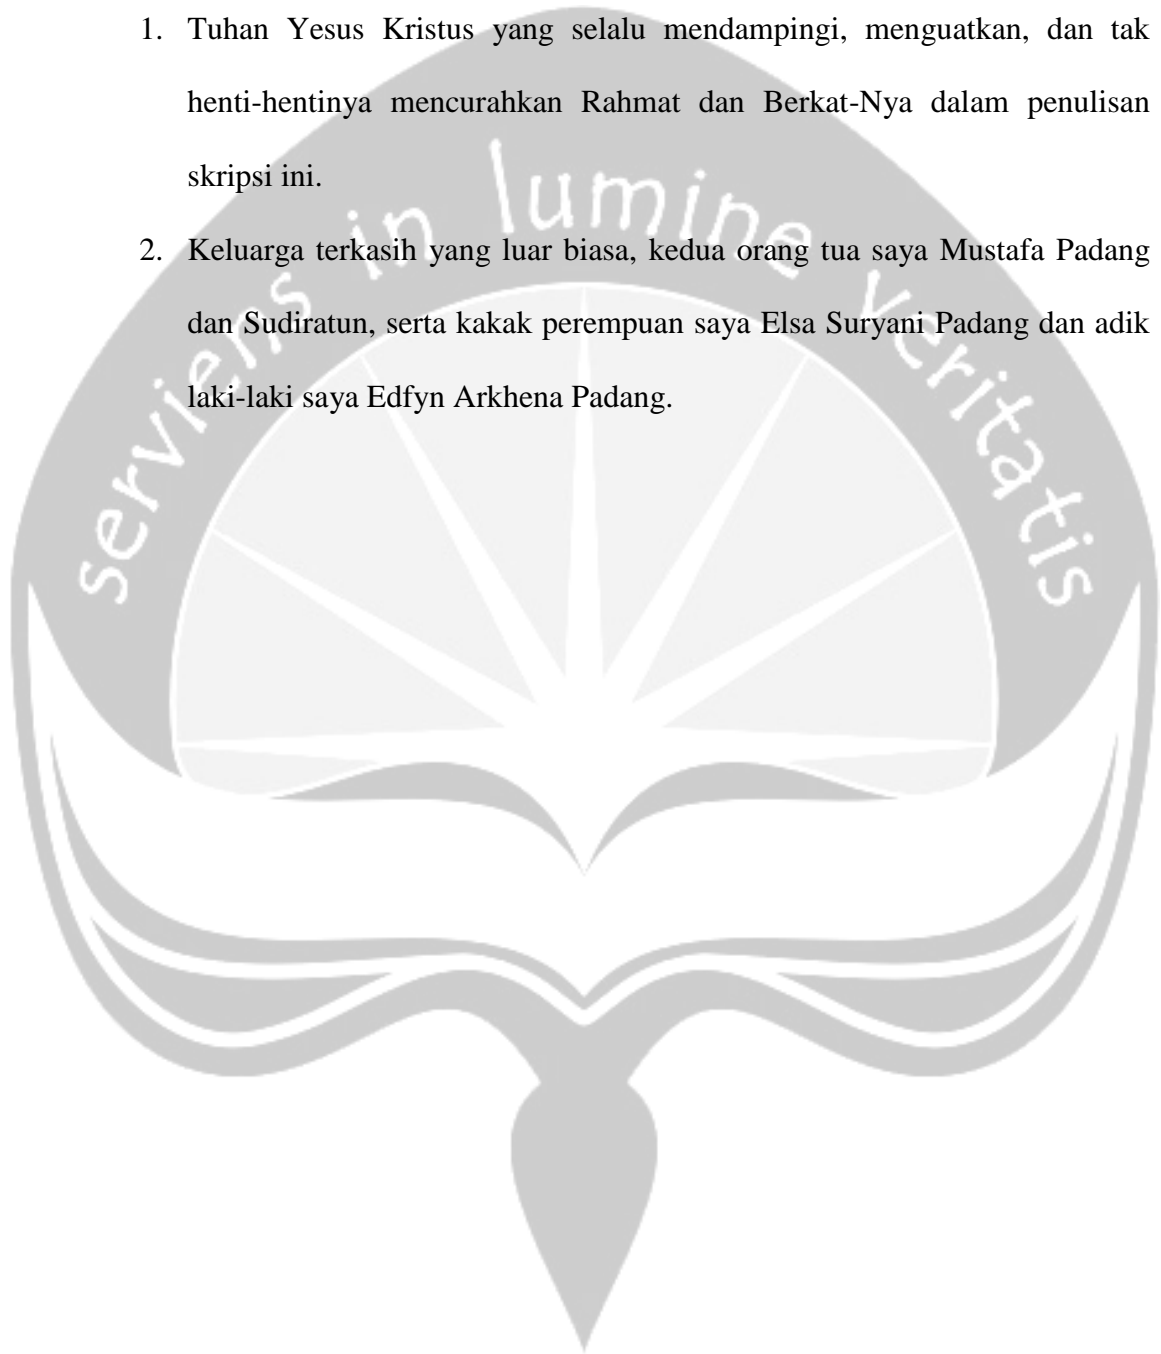 1. Tuhan Yesus Kristus yang selalu mendampingi, menguatkan, dan tak
henti-hentinya mencurahkan Rahmat dan Berkat-Nya dalam penulisan
skripsi ini.
2. Keluarga terkasih yang luar biasa, kedua orang tua saya Mustafa Padang
dan Sudiratun, serta kakak perempuan saya Elsa Suryani Padang dan adik
laki-laki saya Edfyn Arkhena Padang.
serviens in lumine veritatis